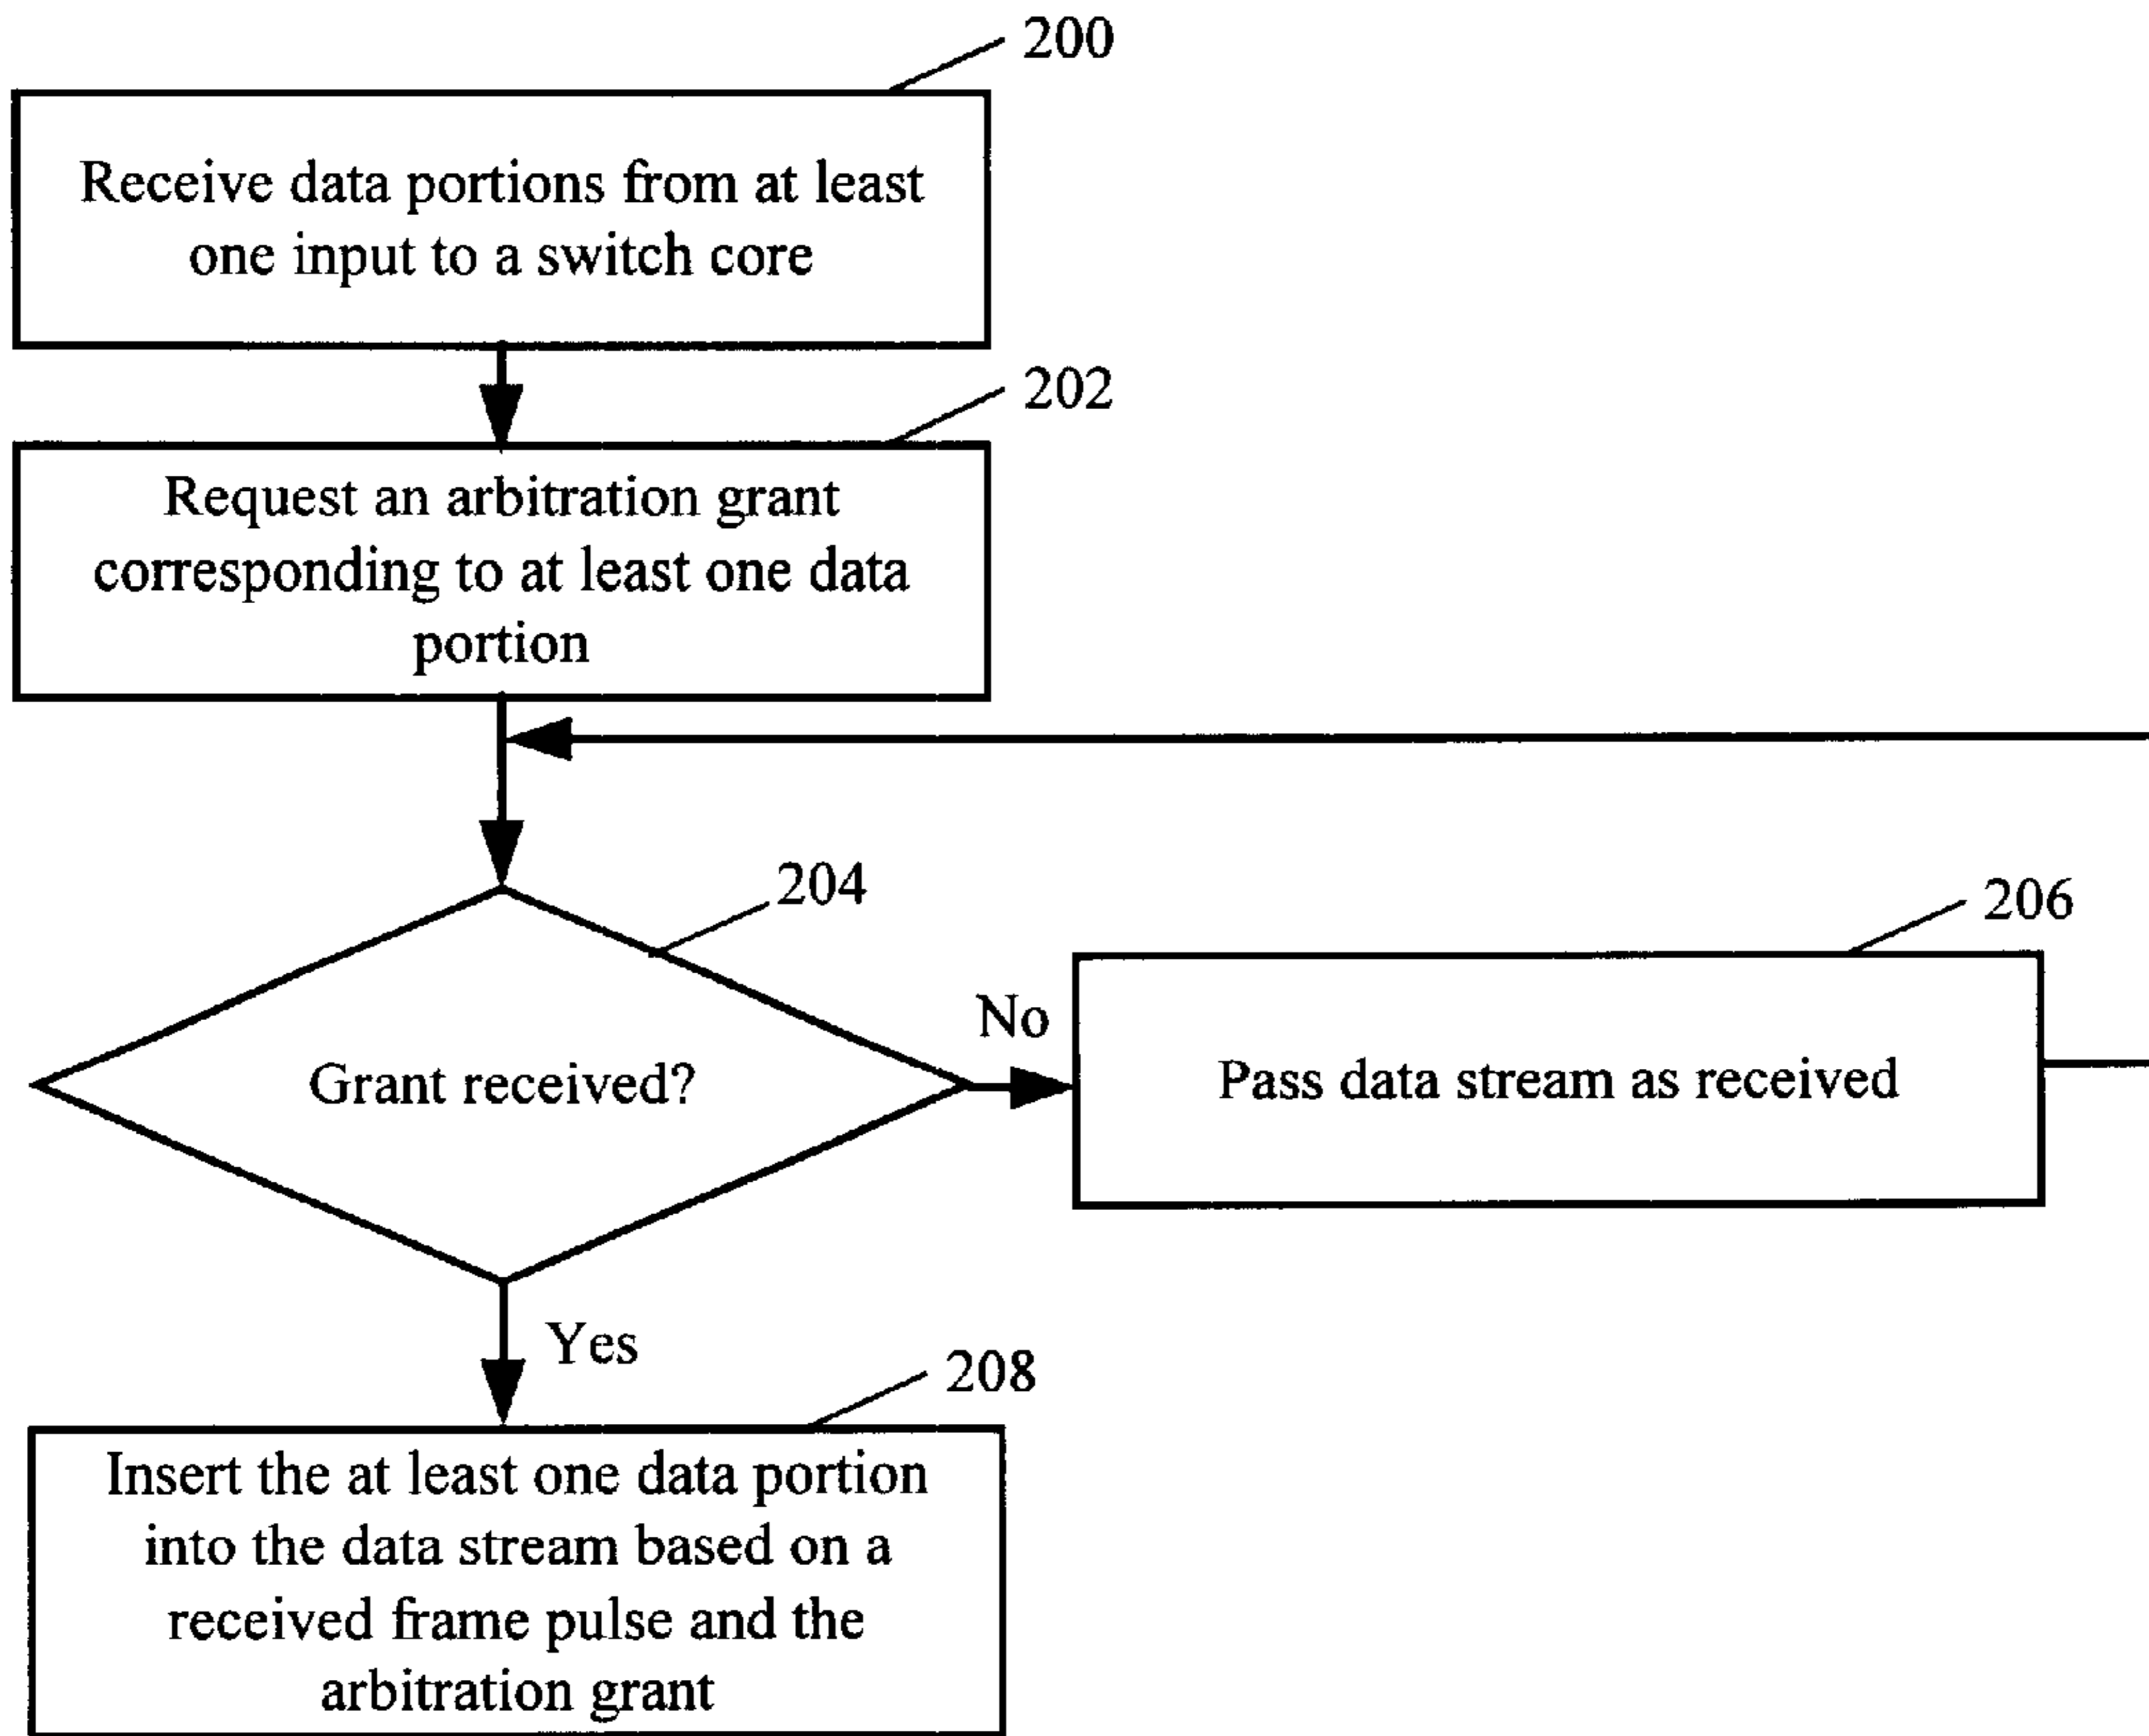 200
Receive data portions from at least
one input to a switch core
202
Request an arbitration grant
corresponding to at least one data
portion
204
206
No
Grant received?
Pass data stream as received
Yes
208
Insert the at least one data portion
into the data stream based on a
received frame pulse and the
arbitration grant